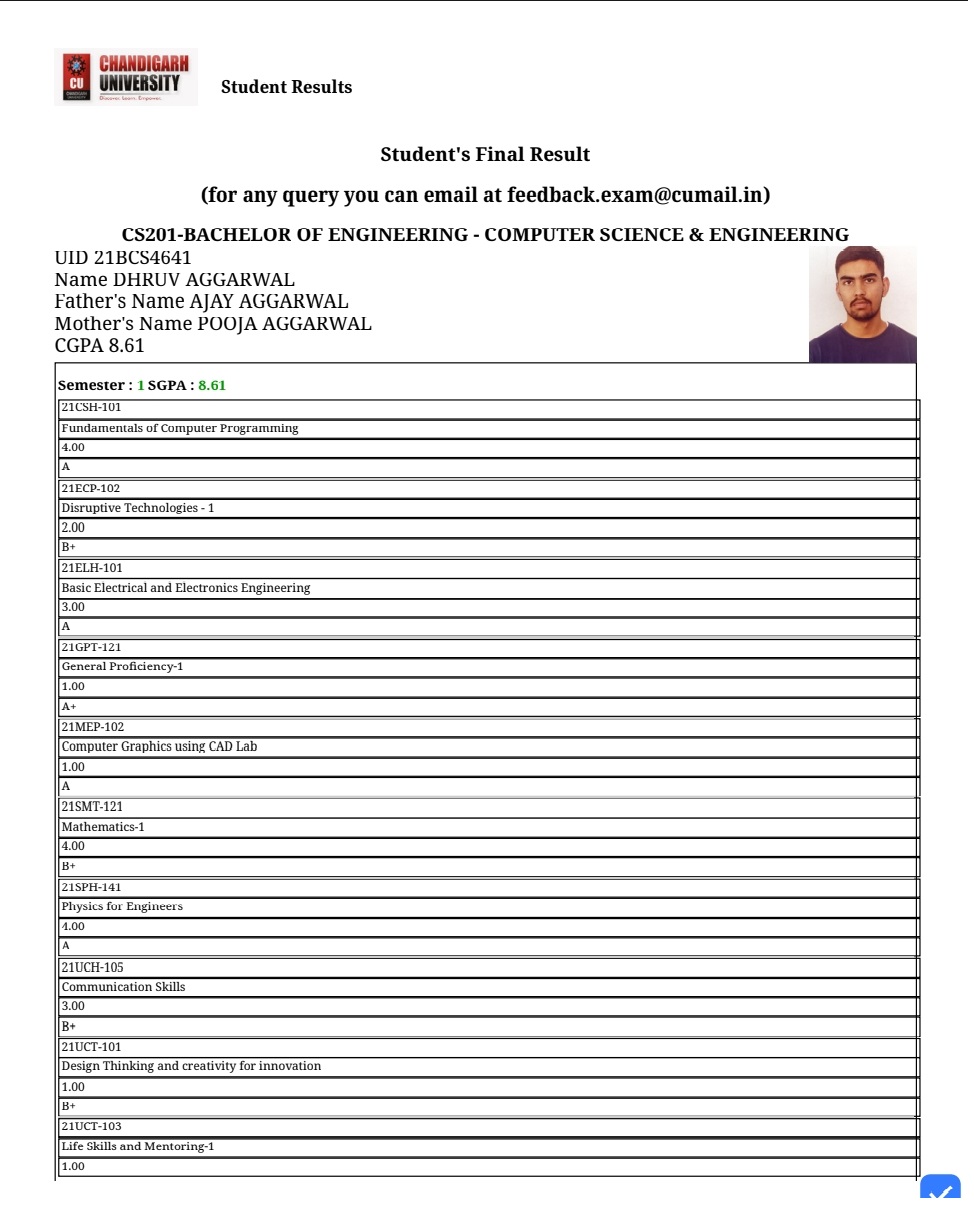 CHANDIGARH
UNIVERSITY
Discover. Learn. Empower.
CU
CHANDIGARH
UNIVERSITY
Student Results
Student's Final Result
(for any query you can email at feedback.exam@cumail.in)
CS201-BACHELOR OF ENGINEERING - COMPUTER SCIENCE & ENGINEERING
UID 21BCS4641
Name DHRUV AGGARWAL
Father's Name AJAY AGGARWAL
Mother's Name POOJA AGGARWAL
CGPA 8.61
Semester : 1 SGPA : 8.61
21CSH-101
Fundamentals of Computer Programming
4.00
A
21ECP-102
Disruptive Technologies - 1
2.00
B+
21ELH-101
Basic Electrical and Electronics Engineering
3.00
A
21GPT-121
General Proficiency-1
1.00
A+
21MEP-102
Computer Graphics using CAD Lab
1.00
A
21SMT-121
Mathematics-1
4.00
B+
21SPH-141
Physics for Engineers
4.00
A
21UCH-105
Communication Skills
3.00
B+
21UCT-101
Design Thinking and creativity for innovation
1.00
B+
21UCT-103
Life Skills and Mentoring-1
1.00